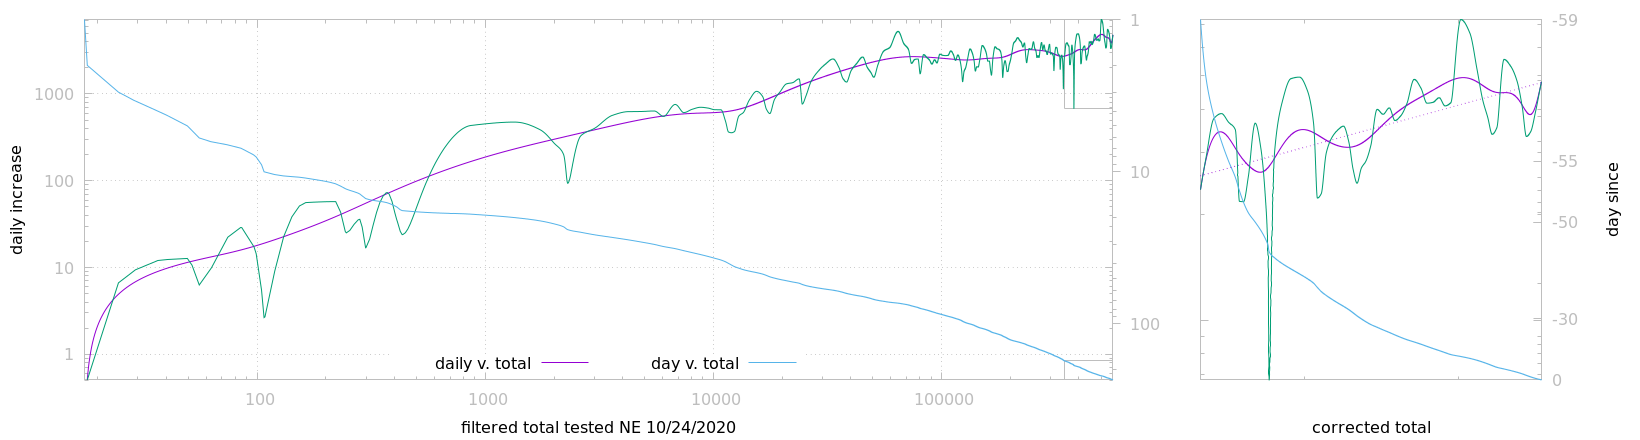 daily increase
1000
100
10
1
100
1000
10000
100000
daily v. total
day v. total
filtered total tested NE 10/24/2020
1
10
100
-59
-55
-50
-30
0
day since
corrected total